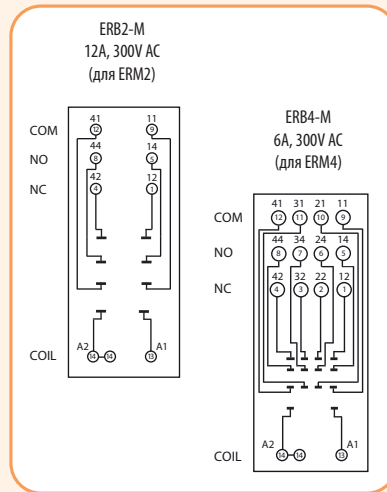 ERB2-M
12A, 300V AC
(для ERM2)
41 11
COM 12 9
44 14
NO 8 5
42 12
NC 4 1
A2 A1
COIL 14 14 13
ERB4-M
6A, 300V AC
(для ERM4)
41 31 21 11
COM 12 11 10 9
44 34 24 14
NO 8 7 6 5
42 32 22 12
NC 4 3 2 1
A2 A1
COIL 14 14 13